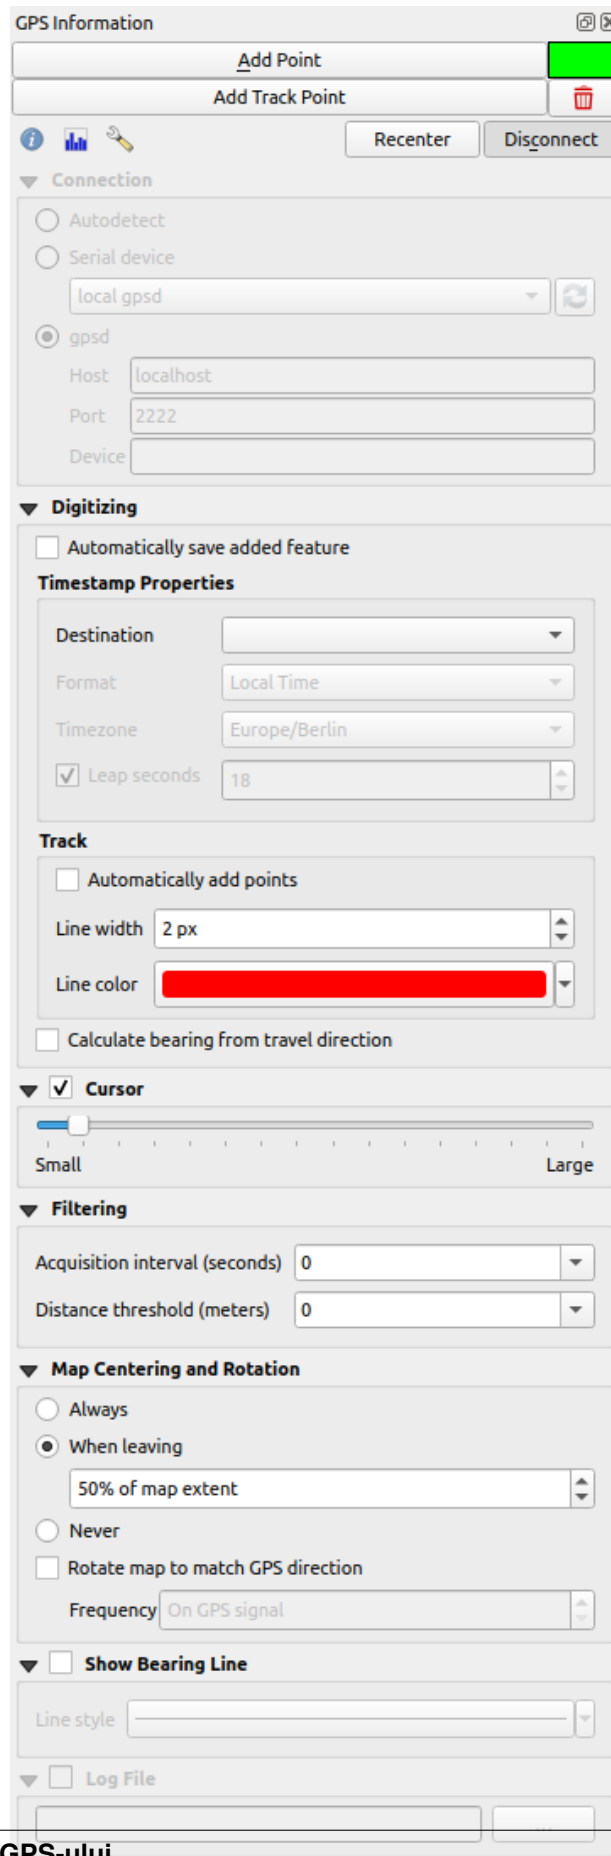 GPS Information
Add Point
Add Track Point
Recenter Disconnect
Connection
Autodetect
Serial device
local gpsd
gpsd
Host localhost
Port 2222
Device
Digitizing
Automatically save added feature
Timestamp Properties
Destination
Format Local Time
Timezone Europe/Berlin
Leap seconds 18
Track
Automatically add points
Line width 2 px
Line color
Calculate bearing from travel direction
Cursor
Small Large
Filtering
Acquisition interval (seconds) 0
Distance threshold (meters) 0
Map Centering and Rotation
Always
When leaving
50% of map extent
Never
Rotate map to match GPS direction
Frequency On GPS signal
Show Bearing Line
Line style
Log File
...
GPS-ului